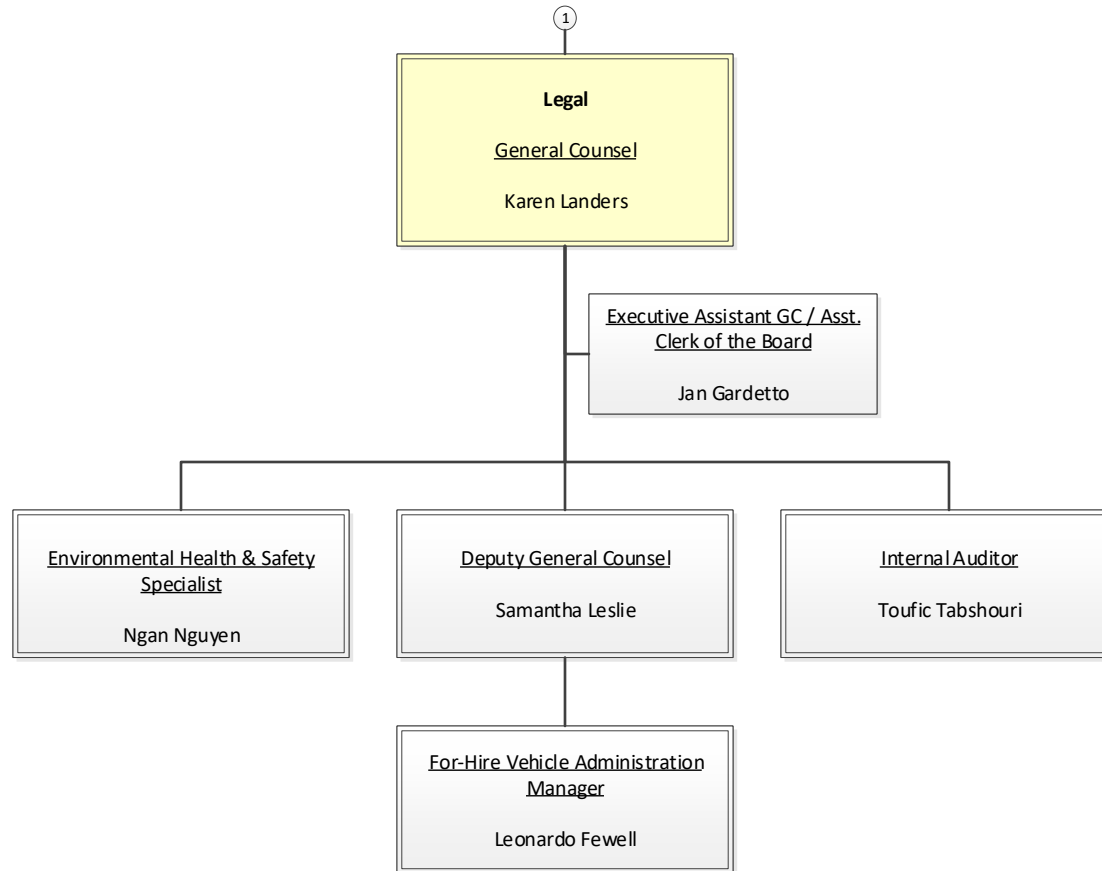 1
Legal
General Counsel
Karen Landers
Executive Assistant GC / Asst.
Clerk of the Board
Jan Gardetto
Environmental Health & Safety
Specialist
Ngan Nguyen
Deputy General Counsel
Samantha Leslie
Internal Auditor
Toufic Tabshouri
For-Hire Vehicle Administration
Manager
Leonardo Fewell